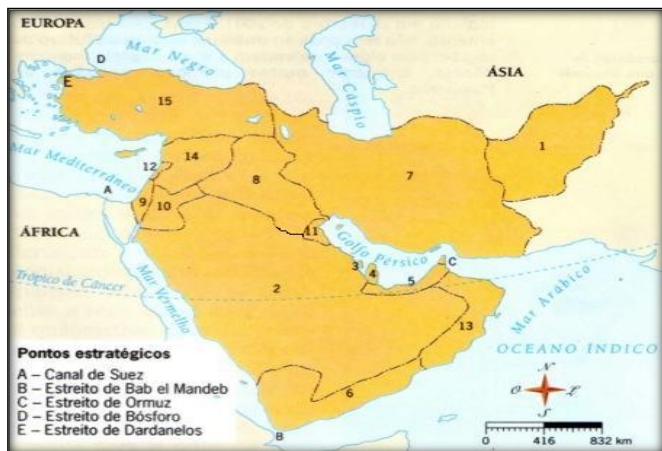 EUROPA
D
Mar Negro
Mar Cáspio
ÁSIA
E
15
1
Mar Mediterrâneo
12
14
8
7
A
9
10
ÁFRICA
11
Golfo Pérsico
3
4
C
5
Trópico de Câncer
Mar Vermelho
2
Mar Arábico
13
OCEANO ÍNDICO
6
B
Pontos estratégicos
A – Canal de Suez
B – Estreito de Bab el Mandeb
C – Estreito de Ormuz
D – Estreito de Bósforo
E – Estreito de Dardanelos
N
O
L
S
0 416 832 km